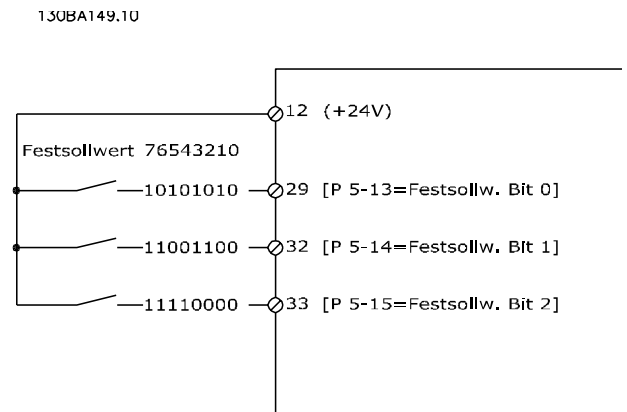 130BA149.10
12 (+24V)
Festsollwert 76543210
10101010 29 [P 5-13=Festsollw. Bit 0]
11001100 32 [P 5-14=Festsollw. Bit 1]
11110000 33 [P 5-15=Festsollw. Bit 2]